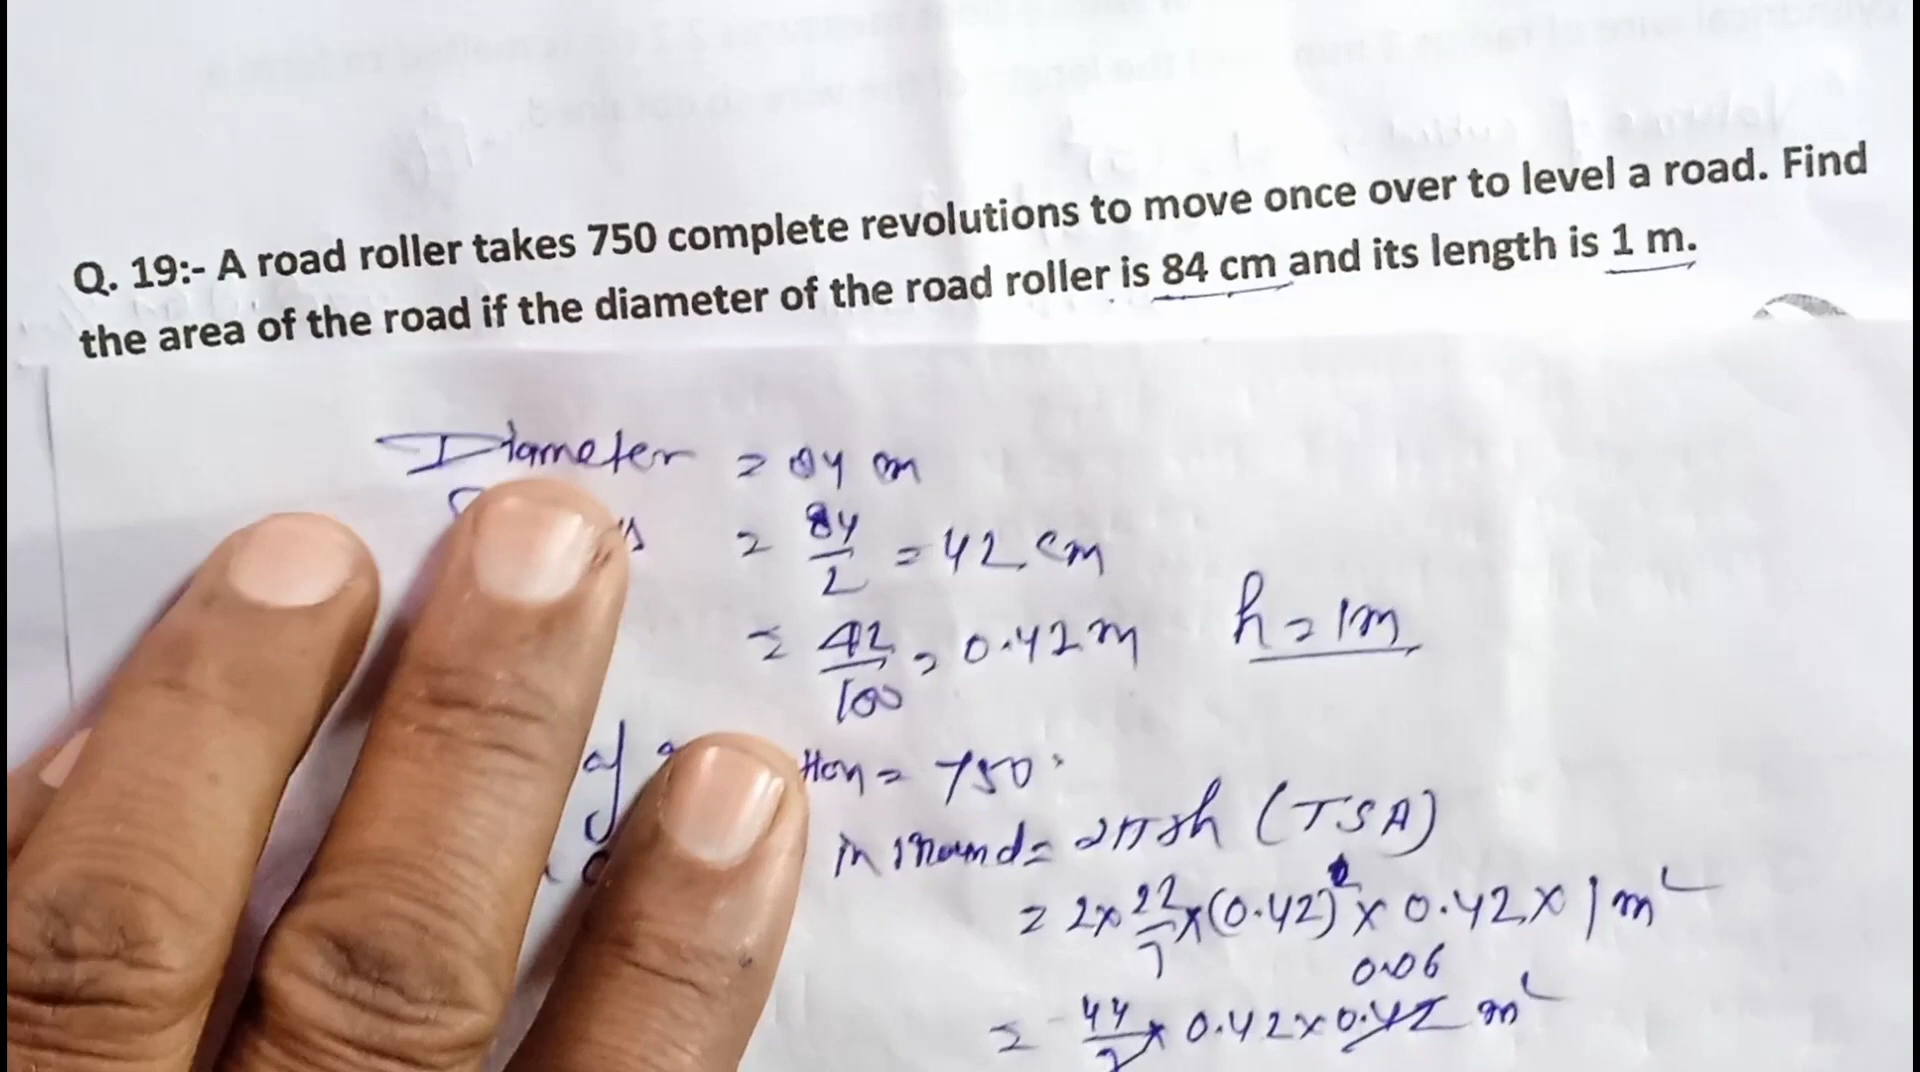 Q. 19:- A road roller takes 750 complete revolutions to move once over to level a road. Find
the area of the road if the diameter of the road roller is 84 cm and its length is 1 m.
Diameter = 84 cm
= 84/2 = 42 cm
= 42/100 = 0.42 m h = 1m
of = 750
in 1 round = 2πrh (TSA)
= 2 × 22/7 × (0.42) × 0.42 × 1 m²
0.06
= 44/7 × 0.42 × 0.42 m²